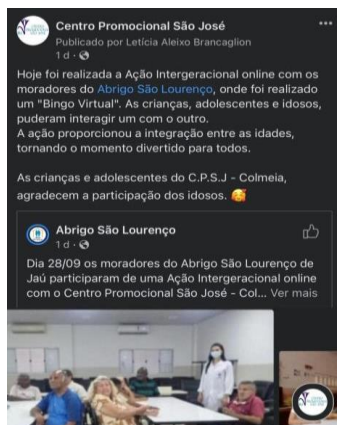 Centro Promocional São José
Publicado por Letícia Aleixo Brancaglion
1 d ·
Hoje foi realizada a Ação Intergeracional online com os
moradores do Abrigo São Lourenço, onde foi realizado
um "Bingo Virtual". As crianças, adolescentes e idosos,
puderam interagir um com o outro.
A ação proporcionou a integração entre as idades,
tornando o momento divertido para todos.
As crianças e adolescentes do C.P.S.J - Colmeia,
agradecem a participação dos idosos. 🥰
Abrigo São Lourenço
1 d ·
Dia 28/09 os moradores do Abrigo São Lourenço de
Jaú participaram de uma Ação Intergeracional online
com o Centro Promocional São José - Col... Ver mais